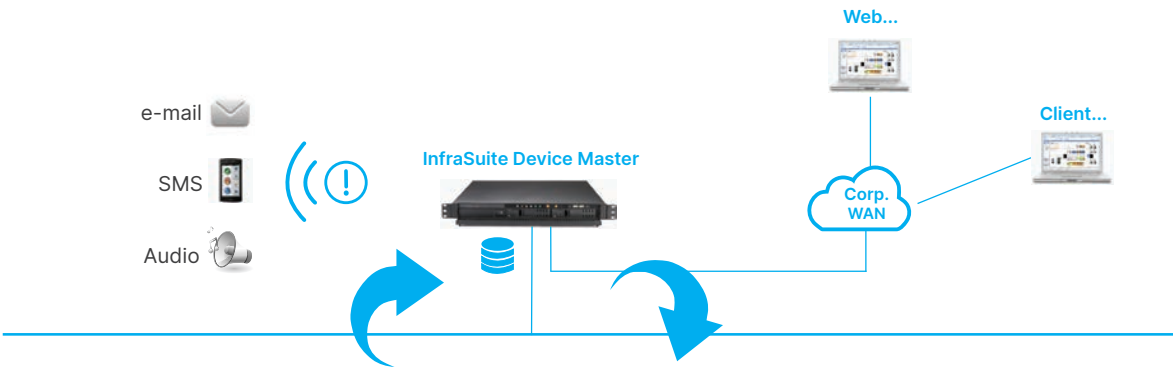 Web...
e-mail
Client...
InfraSuite Device Master
SMS
Corp.
WAN
Audio